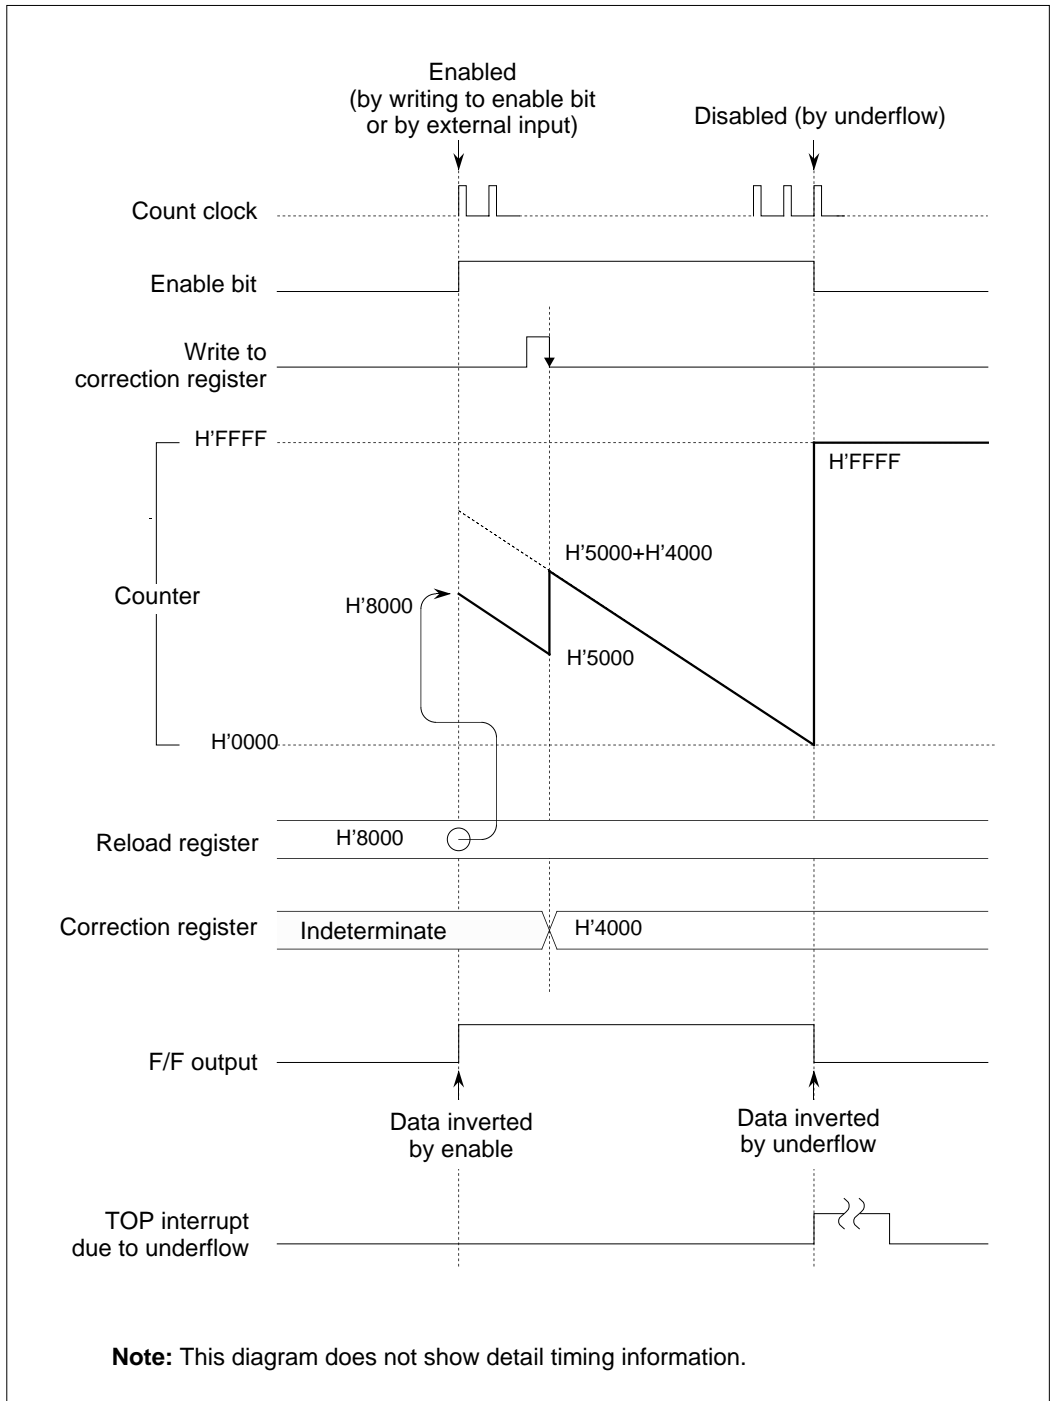 Enabled
(by writing to enable bit
or by external input)
Disabled (by underflow)
Count clock
Enable bit
Write to
correction register
H'FFFF
H'FFFF
H'5000+H'4000
Counter
H'8000
H'5000
H'0000
Reload register
H'8000
Correction register
Indeterminate
H'4000
F/F output
Data inverted
by enable
Data inverted
by underflow
TOP interrupt
due to underflow
Note: This diagram does not show detail timing information.